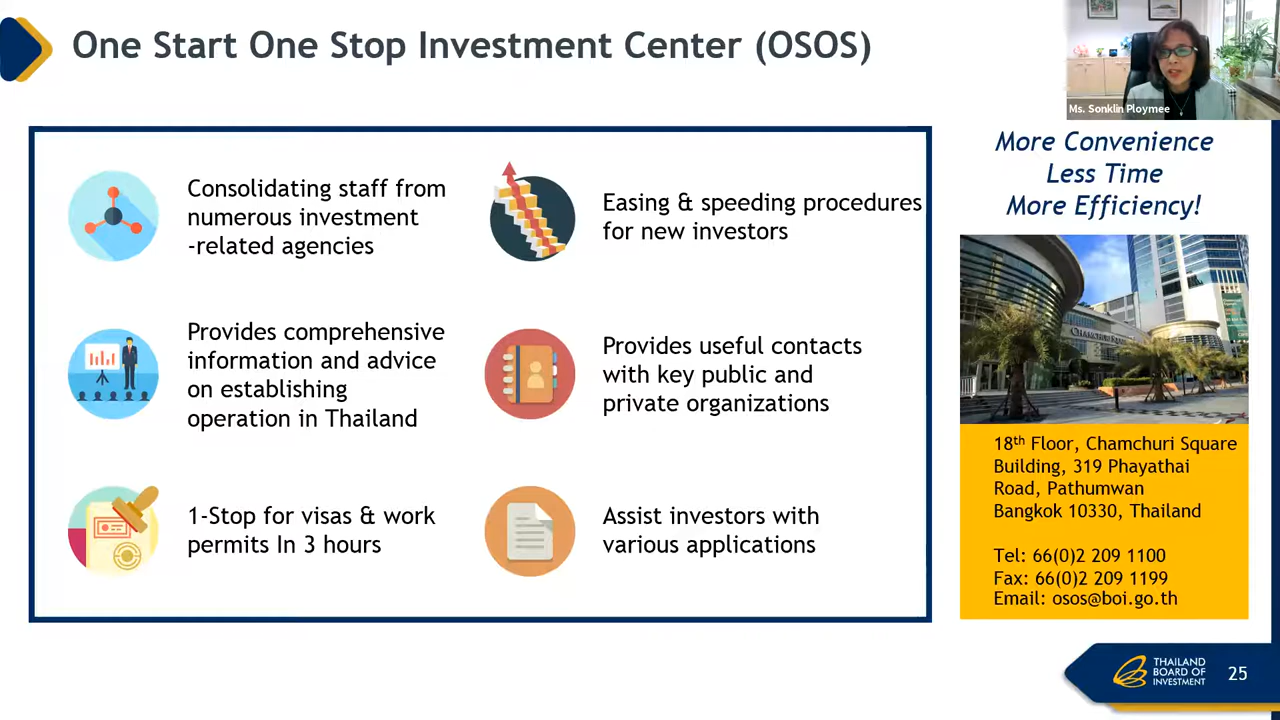 One Start One Stop Investment Center (OSOS)
Ms. Sonklin Ploymee
Consolidating staff from
numerous investment
-related agencies
Easing & speeding procedures
for new investors
Provides comprehensive
information and advice
on establishing
operation in Thailand
Provides useful contacts
with key public and
private organizations
1-Stop for visas & work
permits In 3 hours
Assist investors with
various applications
More Convenience
Less Time
More Efficiency!
18th Floor, Chamchuri Square
Building, 319 Phayathai
Road, Pathumwan
Bangkok 10330, Thailand
Tel: 66(0)2 209 1100
Fax: 66(0)2 209 1199
Email: osos@boi.go.th
THAILAND
BOARD OF
INVESTMENT
25